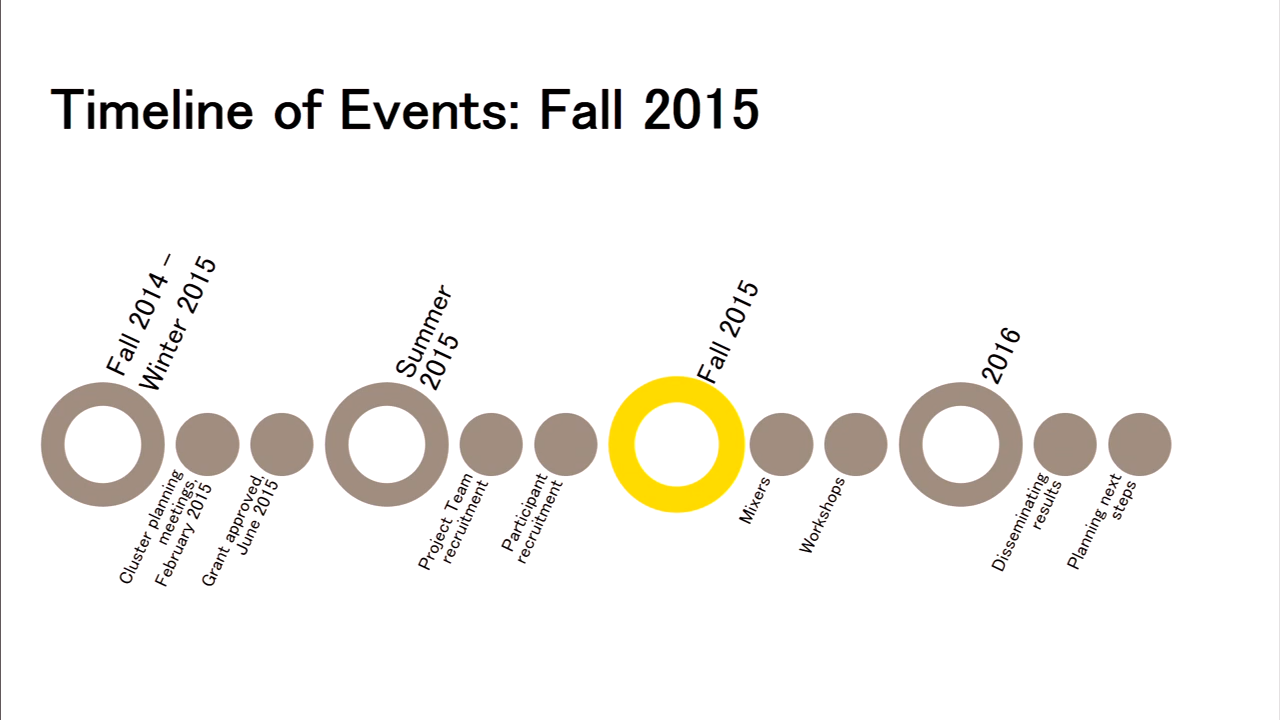 Timeline of Events: Fall 2015
Fall 2014 –
Winter 2015
Cluster planning
meetings,
February 2015
Grant approved,
June 2015
Summer
2015
Project Team
recruitment
Participant
recruitment
Fall 2015
Mixers
Workshops
2016
Disseminating
results
Planning next
steps